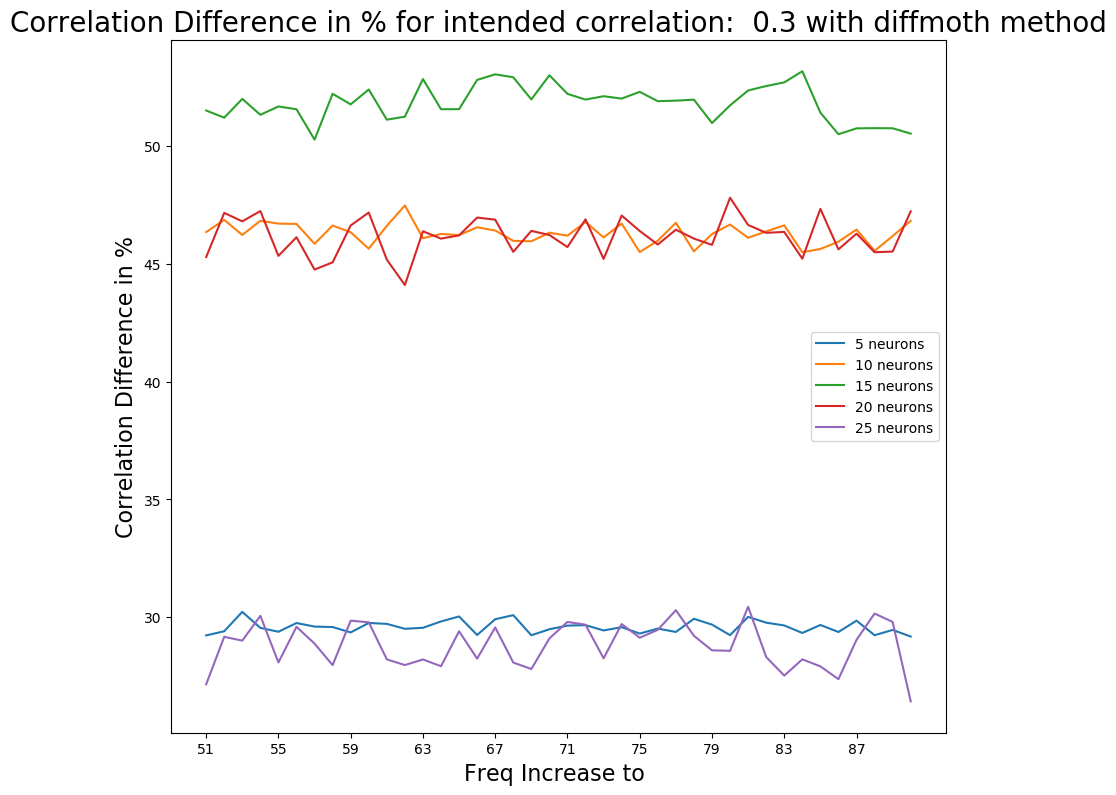 Correlation Difference in % for intended correlation:  0.3 with diffmoth method
Correlation Difference in %
50
45
40
35
30
5 neurons
10 neurons
15 neurons
20 neurons
25 neurons
51 55 59 63 67 71 75 79 83 87
Freq Increase to